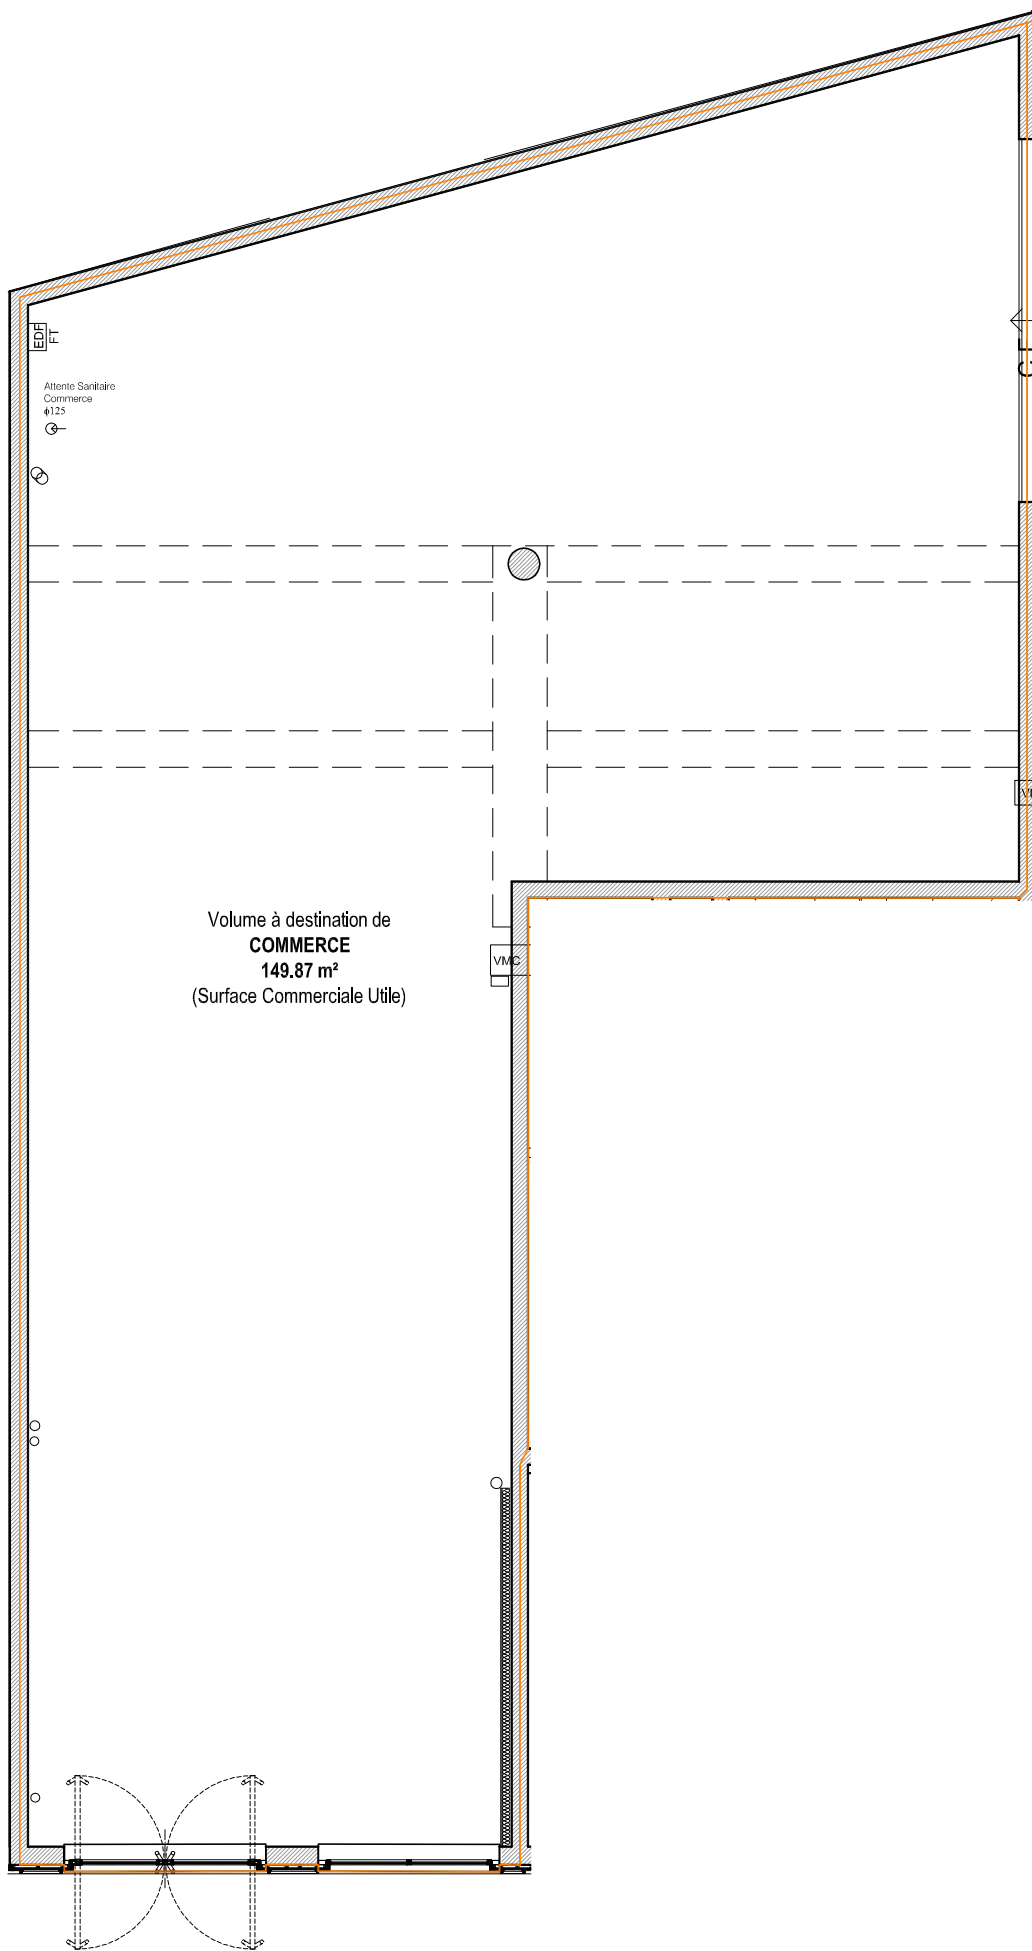 EDF
FT
Attente Sanitaire
Commerce
ϕ125
Volume à destination de
COMMERCE
149.87 m²
(Surface Commerciale Utile)
VMC